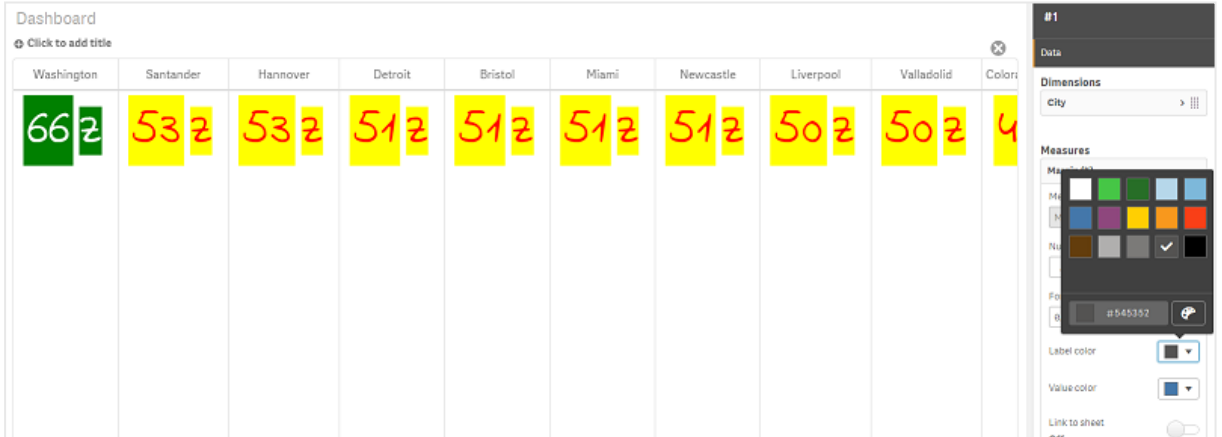 Dashboard
#1
Click to add title
Data
Washington Santander Hannover Detroit Bristol Miami Newcastle Liverpool Valladolid
Dimensions
City
66 z 53 z 53 z 51 z 51 z 51 z 51 z 50 z 50 z
Measures
#545352
Label color
Value color
Link to sheet